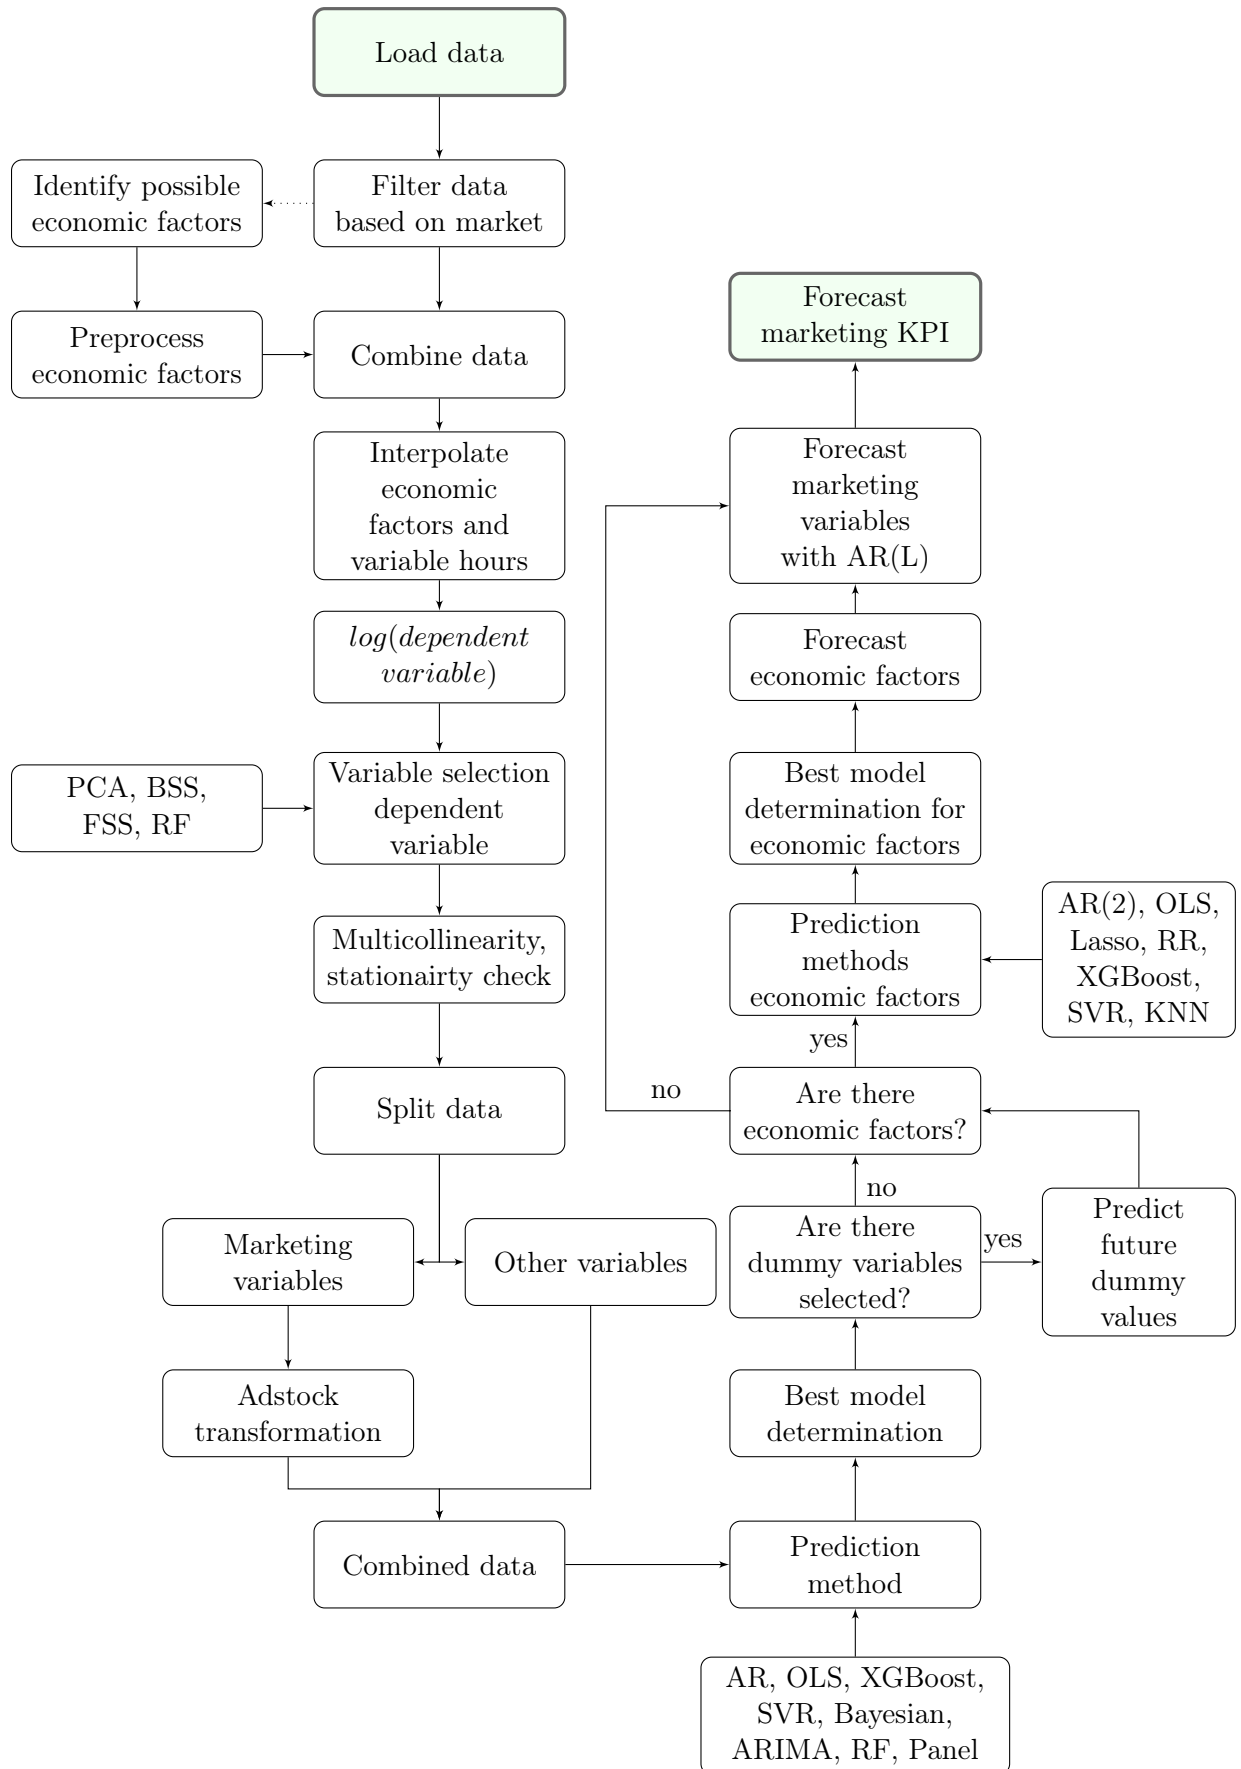 Load data
Identify possible
economic factors
Filter data
based on market
Preprocess
economic factors
Combine data
Interpolate
economic
factors and
variable hours
log(dependent
variable)
PCA, BSS,
FSS, RF
Variable selection
dependent
variable
Multicollinearity,
stationairty check
Split data
Marketing
variables
Other variables
Adstock
transformation
Combined data
Forecast
marketing KPI
Forecast
marketing
variables
with AR(L)
Forecast
economic factors
Best model
determination for
economic factors
Prediction
methods
economic factors
AR(2), OLS,
Lasso, RR,
XGBoost,
SVR, KNN
yes
no
Are there
economic factors?
no
Are there
dummy variables
selected?
yes
Predict
future
dummy
values
Best model
determination
Prediction
method
AR, OLS, XGBoost,
SVR, Bayesian,
ARIMA, RF, Panel